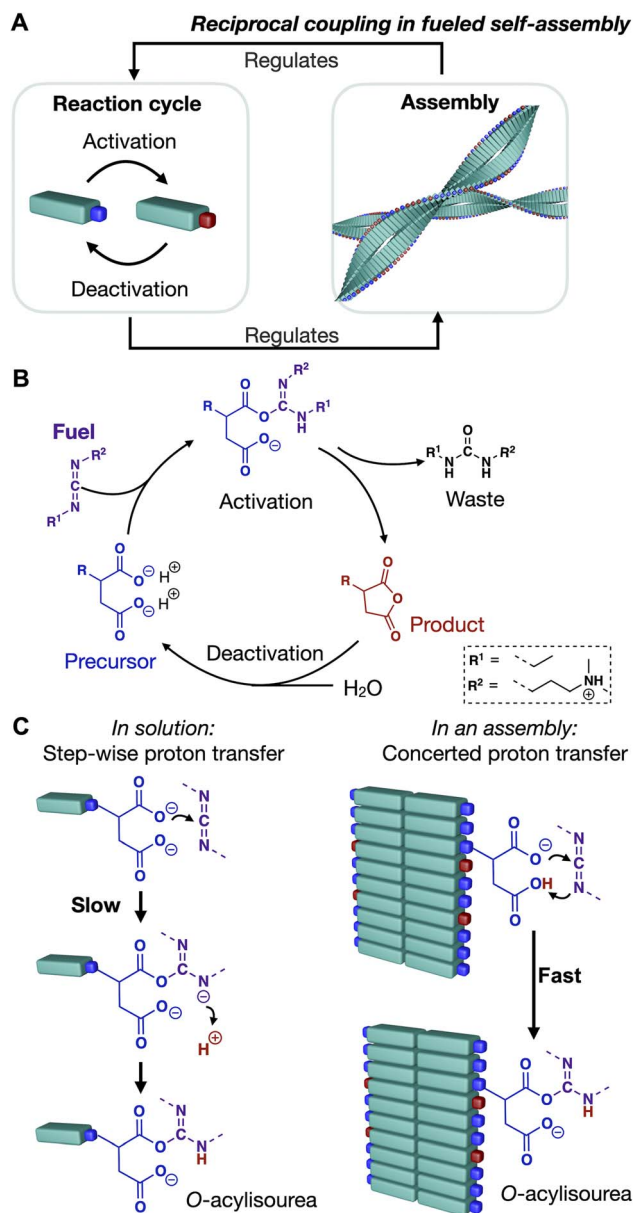 A
Reciprocal coupling in fueled self-assembly
Regulates
Reaction cycle
Activation
Deactivation
Assembly
Regulates
B
Fuel
R²
N
C
N
R¹
O
R
O
N
R²
R¹
N
H
O
O
⊖
Activation
O
R¹
N
H
N
H
R²
Waste
O
R
O
⊖
H
⊕
O
⊖
H
⊕
O
Precursor
O
R
O
O
Product
Deactivation
H₂O
R¹ =
R² =
NH
⊕
C
In solution:
Step-wise proton transfer
O
O
⊖
N
C
N
O
⊖
O
Slow
O
N
O
N
⊖
O
⊖
O
H
⊕
O
N
O
N
H
O
⊖
O
O-acylisourea
In an assembly:
Concerted proton transfer
O
O
⊖
N
C
N
OH
O
Fast
O
N
O
N
H
O
⊖
O
O-acylisourea